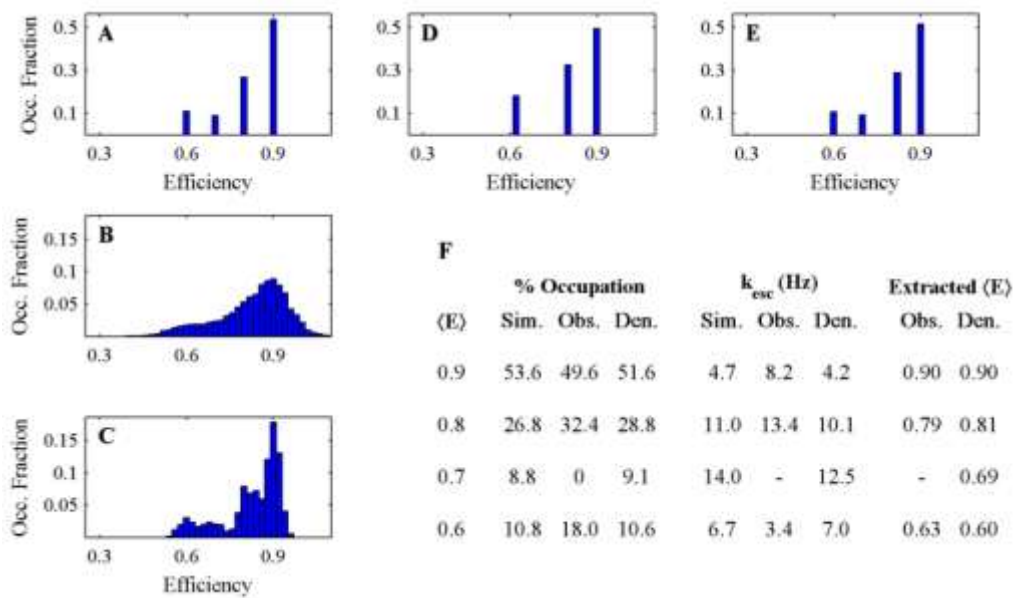 A
Occ. Fraction
0.5
0.3
0.1
0.3 0.6 0.9
Efficiency
D
0.5
0.3
0.1
0.3 0.6 0.9
Efficiency
E
0.5
0.3
0.1
0.3 0.6 0.9
Efficiency
B
Occ. Fraction
0.15
0.1
0.05
0.3 0.6 0.9
C
Occ. Fraction
0.15
0.1
0.05
0.3 0.6 0.9
Efficiency
F
% Occupation k_esc (Hz) Extracted ⟨E⟩
⟨E⟩ Sim. Obs. Den. Sim. Obs. Den. Obs. Den.
0.9 53.6 49.6 51.6 4.7 8.2 4.2 0.90 0.90
0.8 26.8 32.4 28.8 11.0 13.4 10.1 0.79 0.81
0.7 8.8 0 9.1 14.0 - 12.5 - 0.69
0.6 10.8 18.0 10.6 6.7 3.4 7.0 0.63 0.60